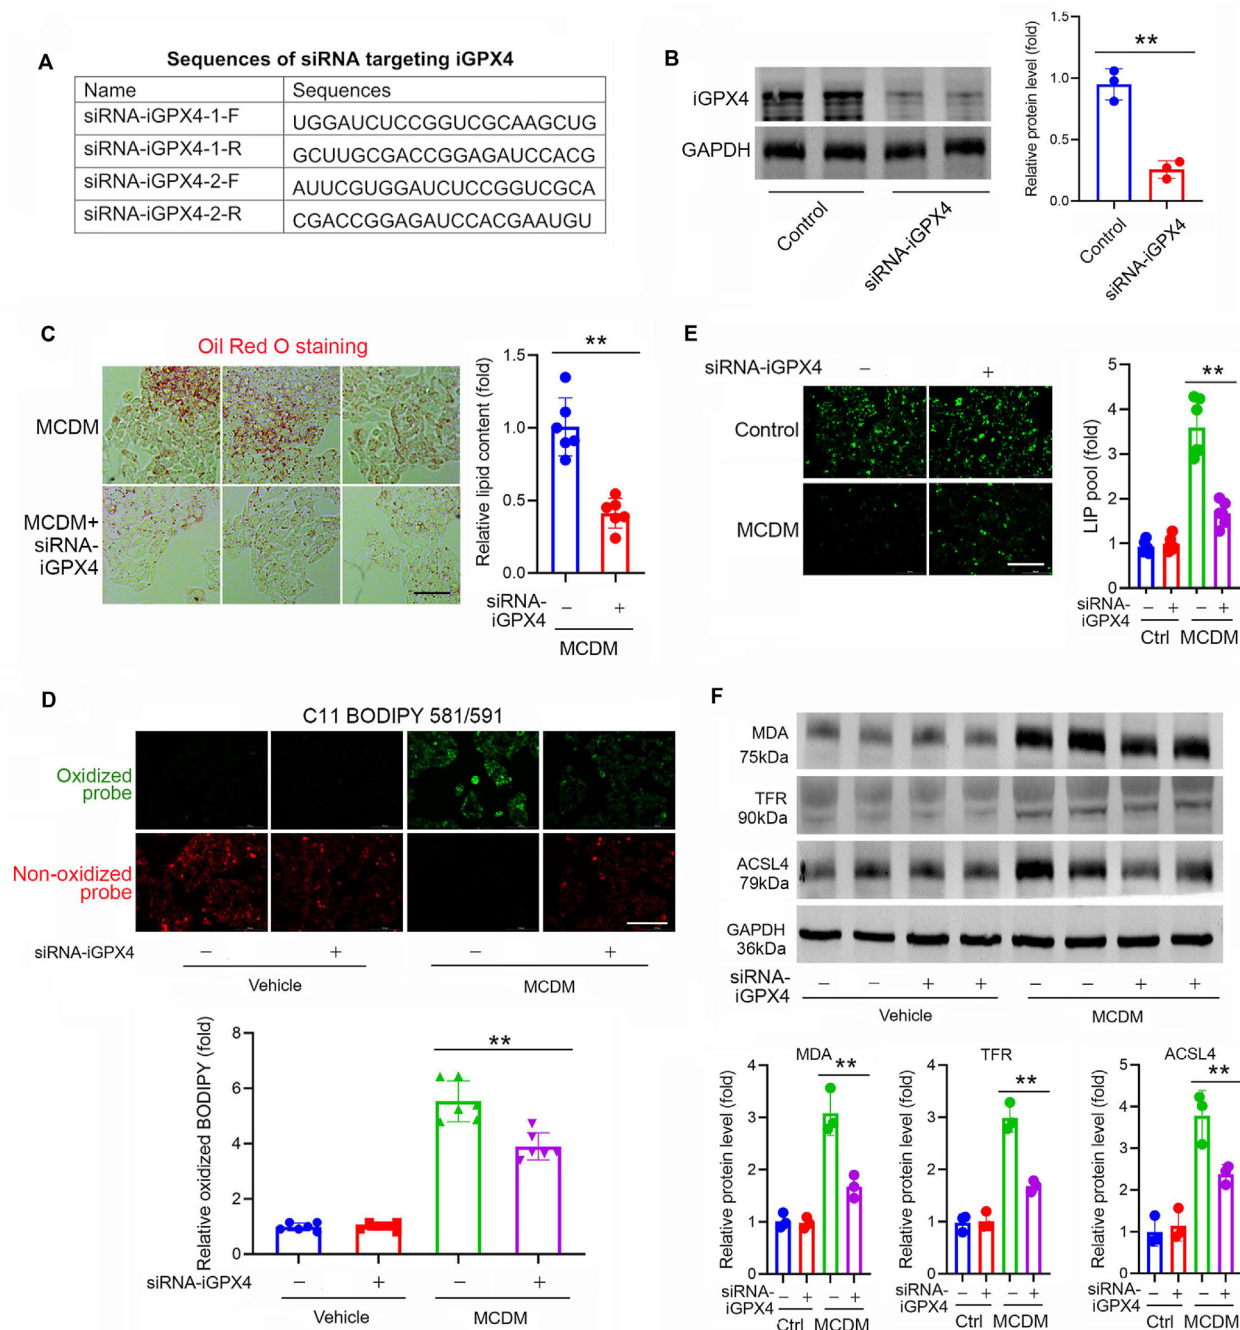 A
Sequences of siRNA targeting iGPX4
Name Sequences
siRNA-iGPX4-1-F UGGAUCUCCGGUCGCAAGCUG
siRNA-iGPX4-1-R GCUUGCGACCGGAGAUCCACG
siRNA-iGPX4-2-F AUUCGUGGAUCUCCGGUCGCA
siRNA-iGPX4-2-R CGACCGGAGAUCCACGAAUGU
B
iGPX4
GAPDH
Control
siRNA-iGPX4
Relative protein level (fold)
1.5
1.0
0.5
0.0
**
Control
siRNA-iGPX4
C
Oil Red O staining
MCDM
MCDM+
siRNA-
iGPX4
Relative lipid content (fold)
1.5
1.0
0.5
0.0
**
siRNA-
iGPX4
– +
MCDM
E
siRNA-iGPX4 – +
Control
MCDM
LIP pool (fold)
5
4
3
2
1
0
**
siRNA-
iGPX4
– + – +
Ctrl MCDM
D
C11 BODIPY 581/591
Oxidized
probe
Non-oxidized
probe
siRNA-iGPX4 – + – +
Vehicle MCDM
Relative oxidized BODIPY (fold)
8
6
4
2
0
**
siRNA-iGPX4 – + – +
Vehicle MCDM
F
MDA
75kDa
TFR
90kDa
ACSL4
79kDa
GAPDH
36kDa
siRNA-
iGPX4
– – + + – – + +
Vehicle MCDM
MDA
Relative protein level (fold)
4
3
2
1
0
**
siRNA-
iGPX4
– + – +
Ctrl MCDM
TFR
Relative protein level (fold)
4
3
2
1
0
**
siRNA-
iGPX4
– + – +
Ctrl MCDM
ACSL4
Relative protein level (fold)
5
4
3
2
1
0
**
siRNA-
iGPX4
– + – +
Ctrl MCDM